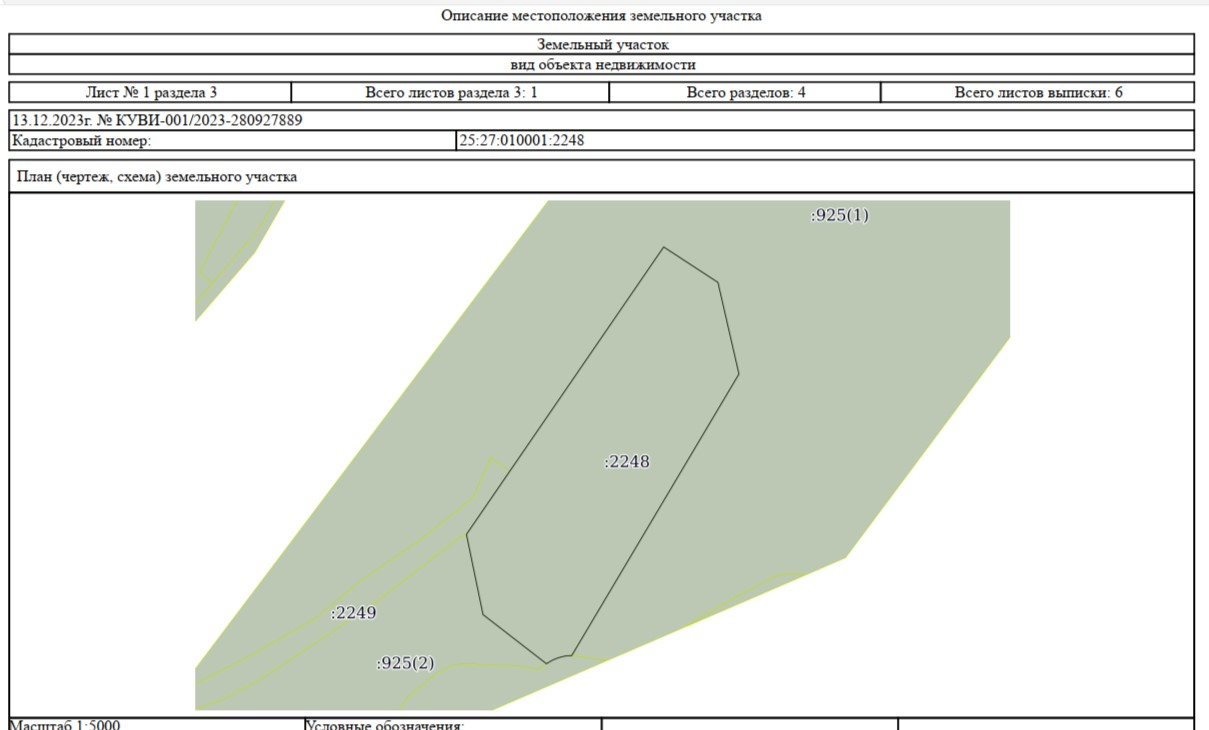 Описание местоположения земельного участка
Земельный участок
вид объекта недвижимости
Лист № 1 раздела 3 Всего листов раздела 3: 1 Всего разделов: 4 Всего листов выписки: 6
13.12.2023г. № КУВИ-001/2023-280927889
Кадастровый номер: 25:27:010001:2248
План (чертеж, схема) земельного участка
:925(1)
:2248
:2249
:925(2)
Масштаб 1:5000 Условные обозначения: